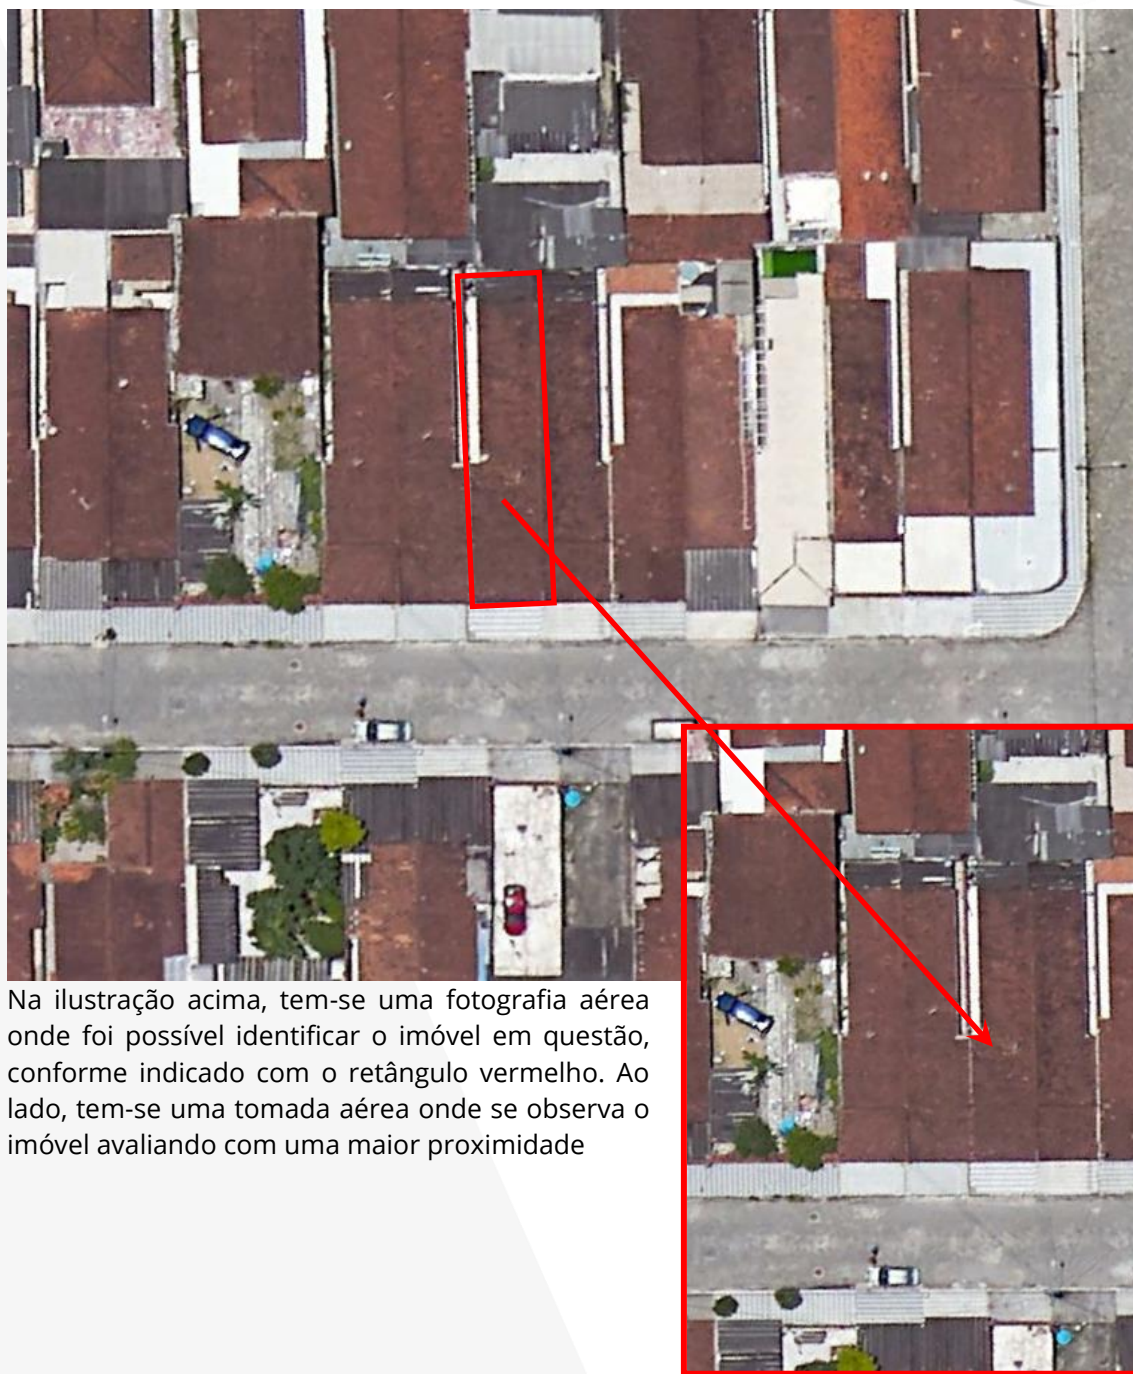 Na ilustração acima, tem-se uma fotografia aérea
onde foi possível identificar o imóvel em questão,
conforme indicado com o retângulo vermelho. Ao
lado, tem-se uma tomada aérea onde se observa o
imóvel avaliando com uma maior proximidade